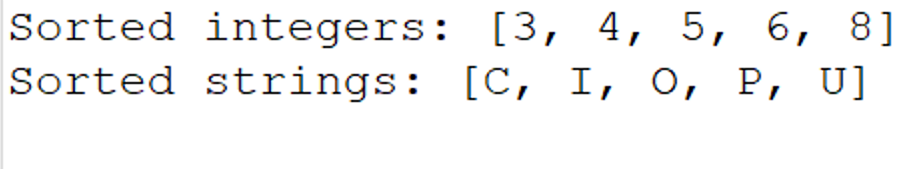 Sorted integers: [3, 4, 5, 6, 8]
Sorted strings: [C, I, O, P, U]